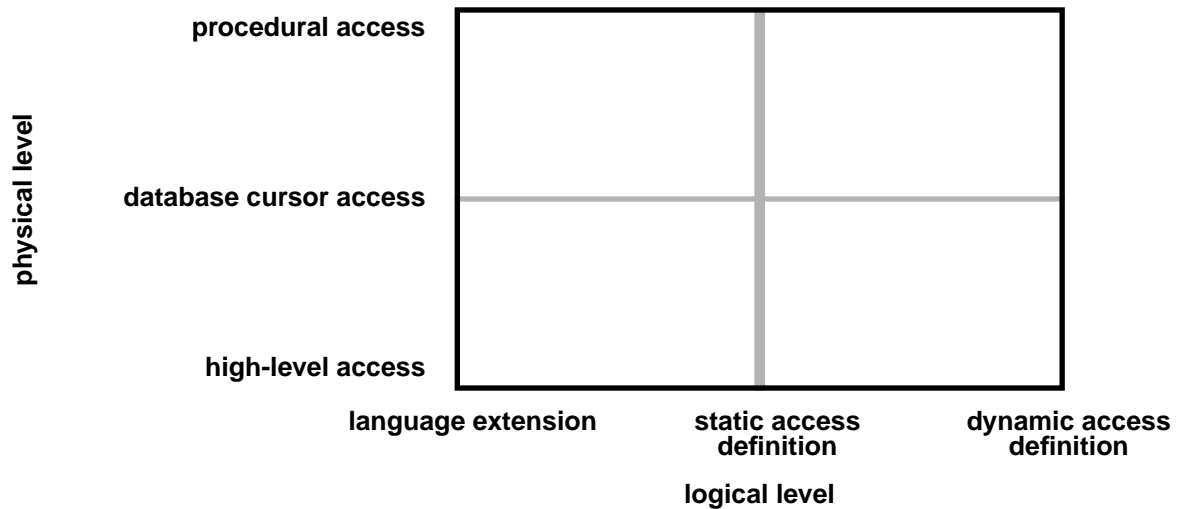 procedural access
physical level
database cursor access
high-level access
language extension
static access
definition
dynamic access
definition
logical level